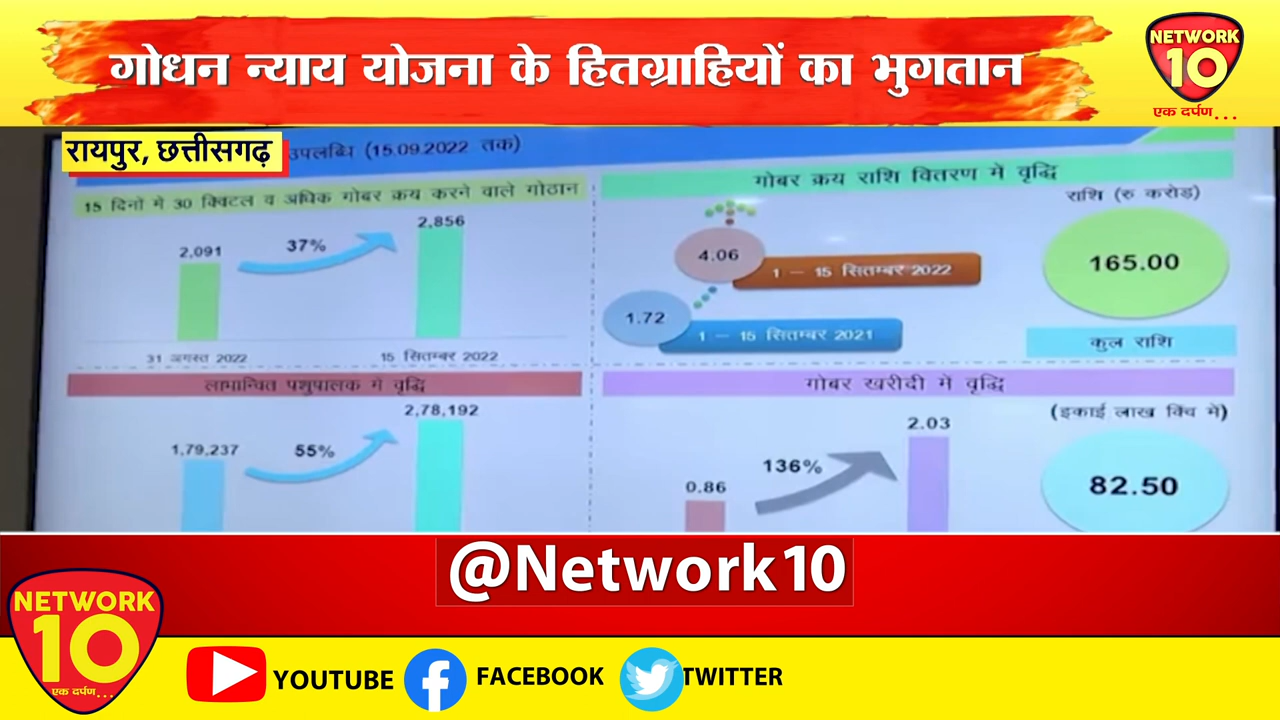 गोधन न्याय योजना के हितग्राहियों का भुगतान
NETWORK
10
एक दर्पण...
रायपुर, छत्तीसगढ़
उपलब्धि (15.09.2022 तक)
15 दिनों में 30 क्विंटल व अधिक गोबर क्रय करने वाले गोठान
2,091
37%
2,856
31 अगस्त 2022
15 सितम्बर 2022
गोबर क्रय राशि वितरण में वृद्धि
राशि (रु करोड़)
4.06
1 – 15 सितम्बर 2022
165.00
1.72
1 – 15 सितम्बर 2021
कुल राशि
लाभान्वित पशुपालक में वृद्धि
1,79,237
55%
2,78,192
गोबर खरीदी में वृद्धि
(इकाई लाख क्विं में)
0.86
136%
2.03
82.50
@Network10
NETWORK
10
एक दर्पण...
YOUTUBE
FACEBOOK
TWITTER